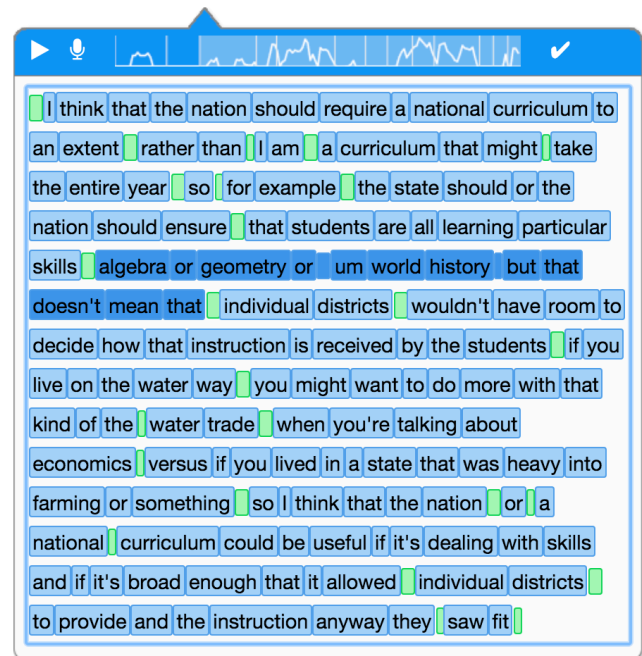 I think that the nation should require a national curriculum to
an extent rather than I am a curriculum that might take
the entire year so for example the state should or the
nation should ensure that students are all learning particular
skills algebra or geometry or um world history but that
doesn't mean that individual districts wouldn't have room to
decide how that instruction is received by the students if you
live on the water way you might want to do more with that
kind of the water trade when you're talking about
economics versus if you lived in a state that was heavy into
farming or something so I think that the nation or a
national curriculum could be useful if it's dealing with skills
and if it's broad enough that it allowed individual districts
to provide and the instruction anyway they saw fit